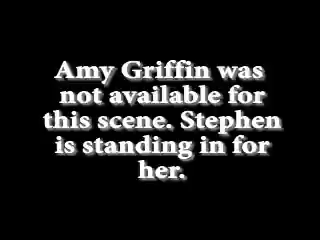 Amy Griffin was
not available for
this scene. Stephen
is standing in for
her.